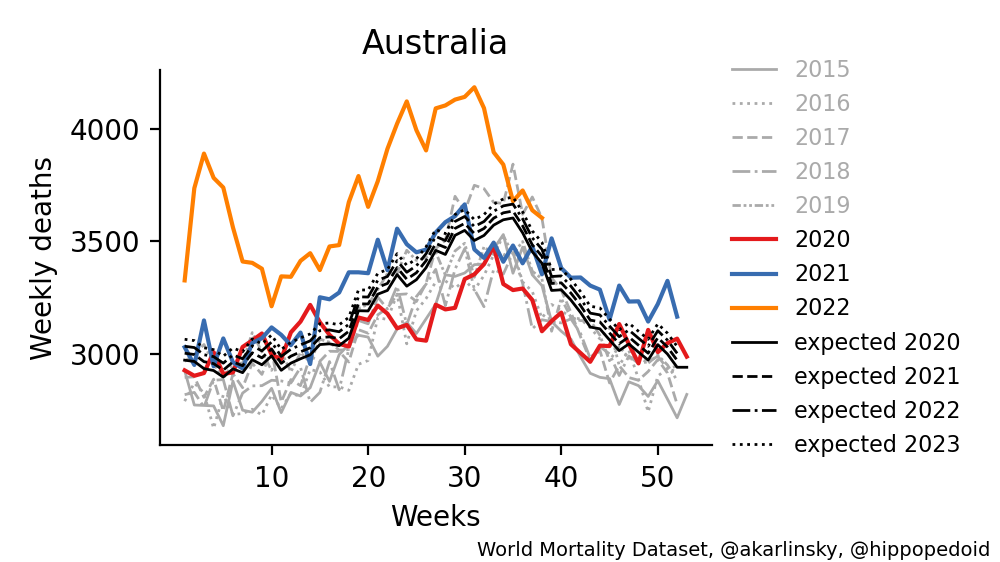 Australia
Weekly deaths
4000
3500
3000
10 20 30 40 50
Weeks
2015
2016
2017
2018
2019
2020
2021
2022
expected 2020
expected 2021
expected 2022
expected 2023
World Mortality Dataset, @akarlinsky, @hippopedoid